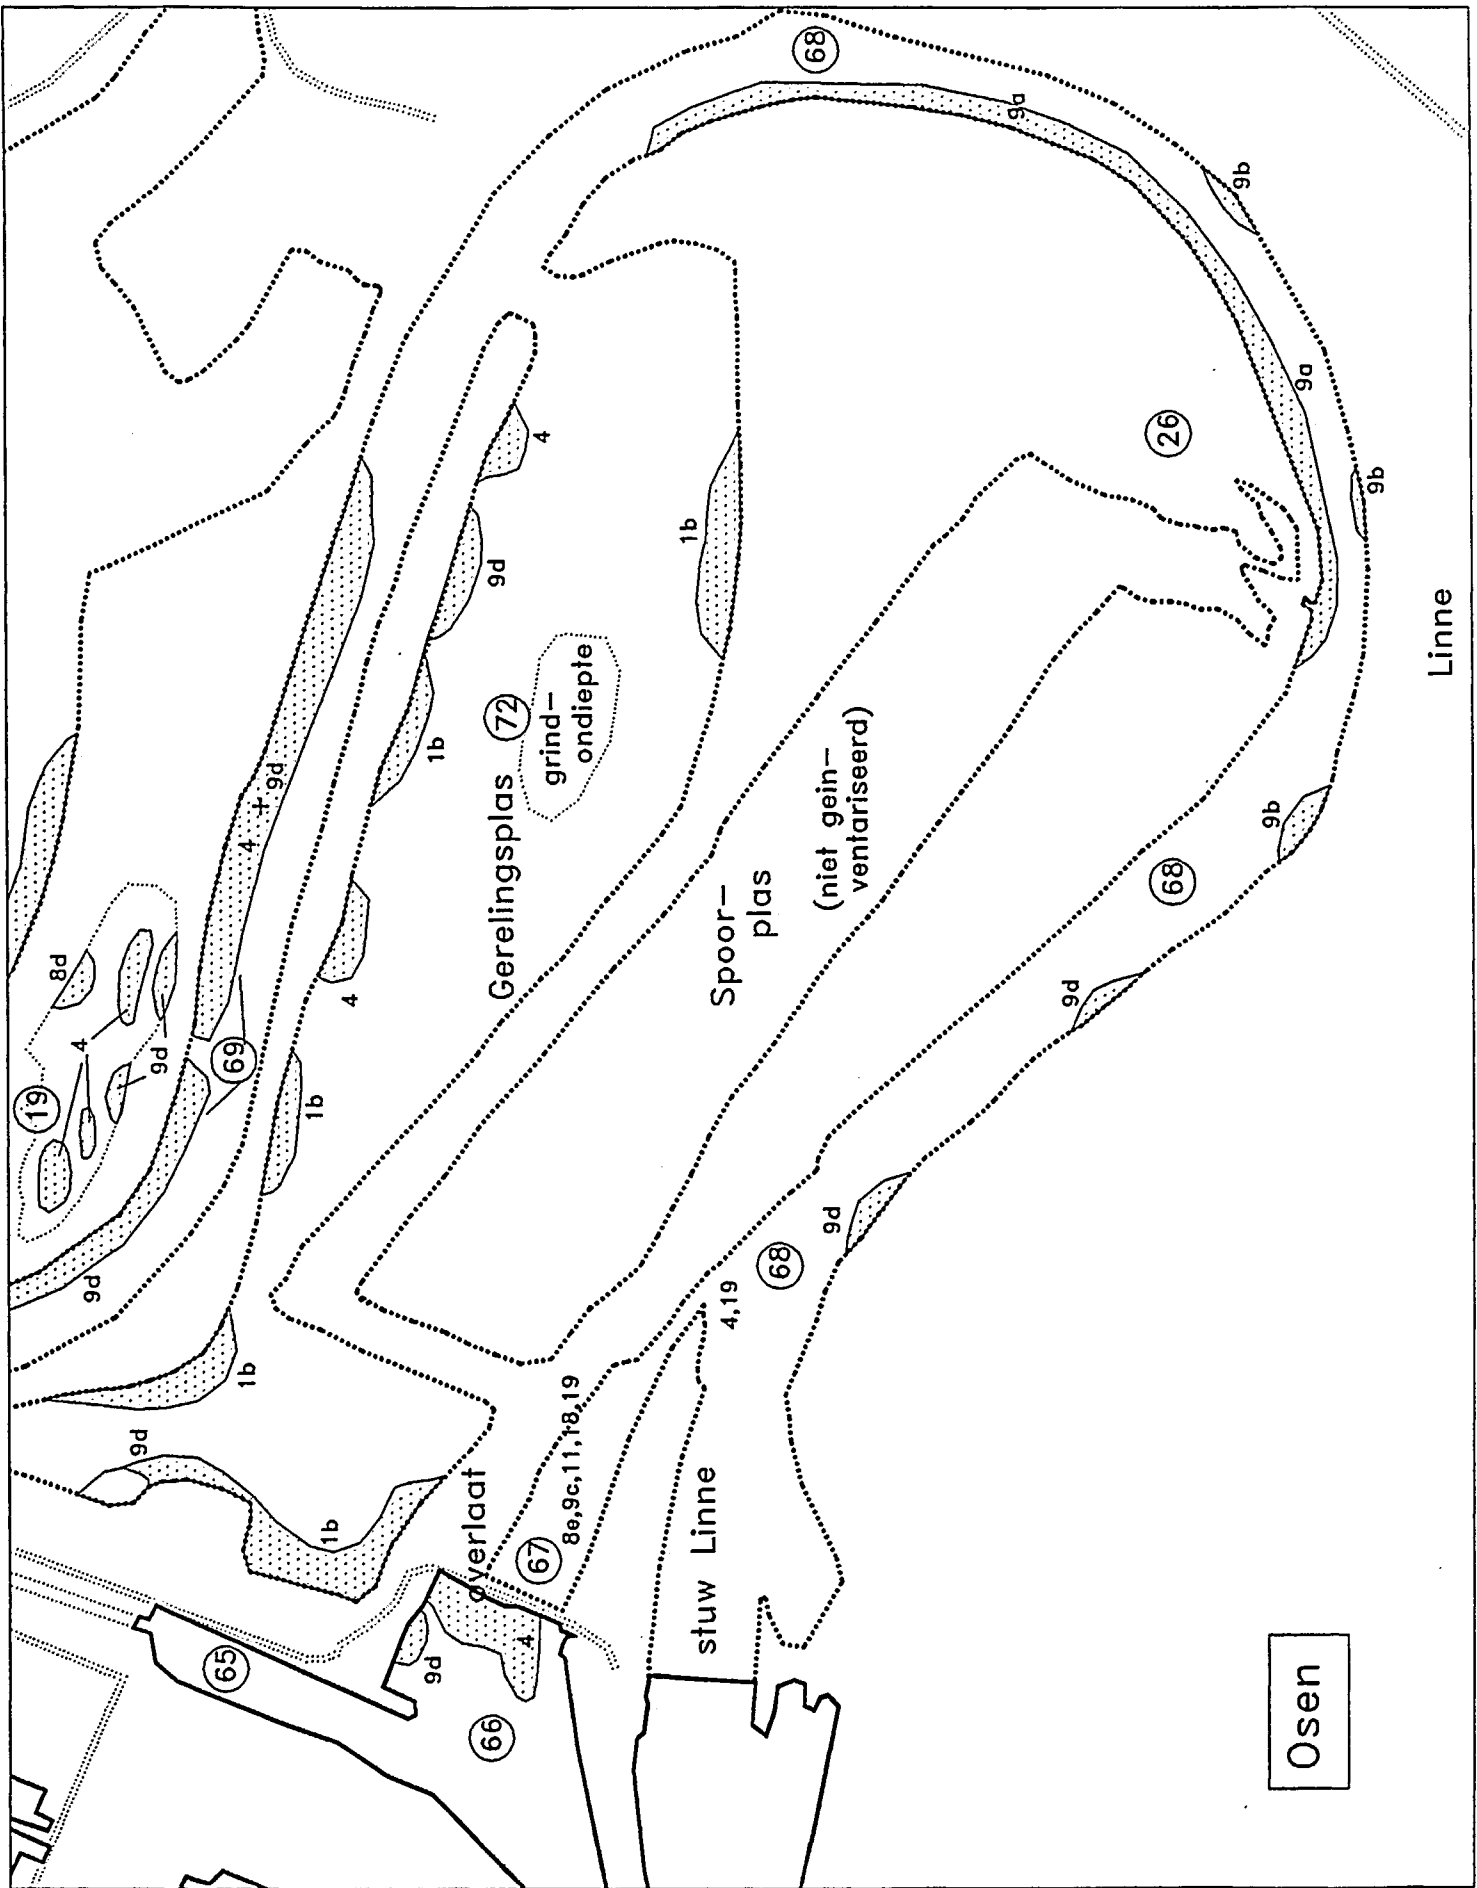 Osen
Linne
stuw Linne
overlaat
Spoor-
plas
(niet gein-
ventariseerd)
Gerelingsplas
grind-
ondiepte
65
66
67
68
68
68
68
69
72
26
19
8e,9c,11,18,19
4,19
9d
4
1b
9d
1b
9d
4
9d
8d
4
+
9d
1b
4
1b
9d
4
1b
9a
9a
9b
9b
9b
9d
9d